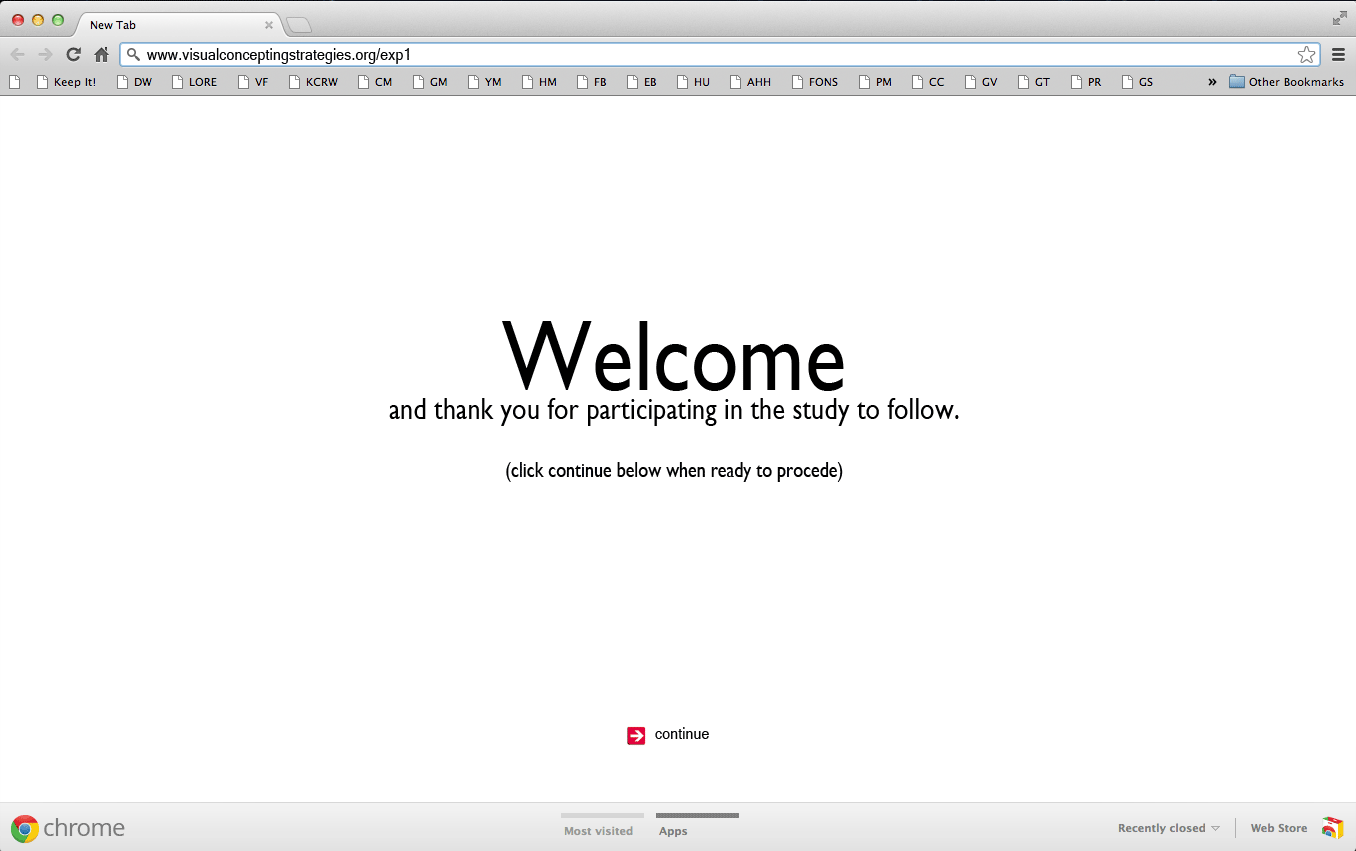 New Tab
www.visualconceptingstrategies.org/exp1
Keep It! DW LORE VF KCRW CM GM YM HM FB EB HU AHH FONS PM CC GV GT PR GS » Other Bookmarks
Welcome
and thank you for participating in the study to follow.
(click continue below when ready to procede)
continue
chrome Most visited Apps Recently closed Web Store